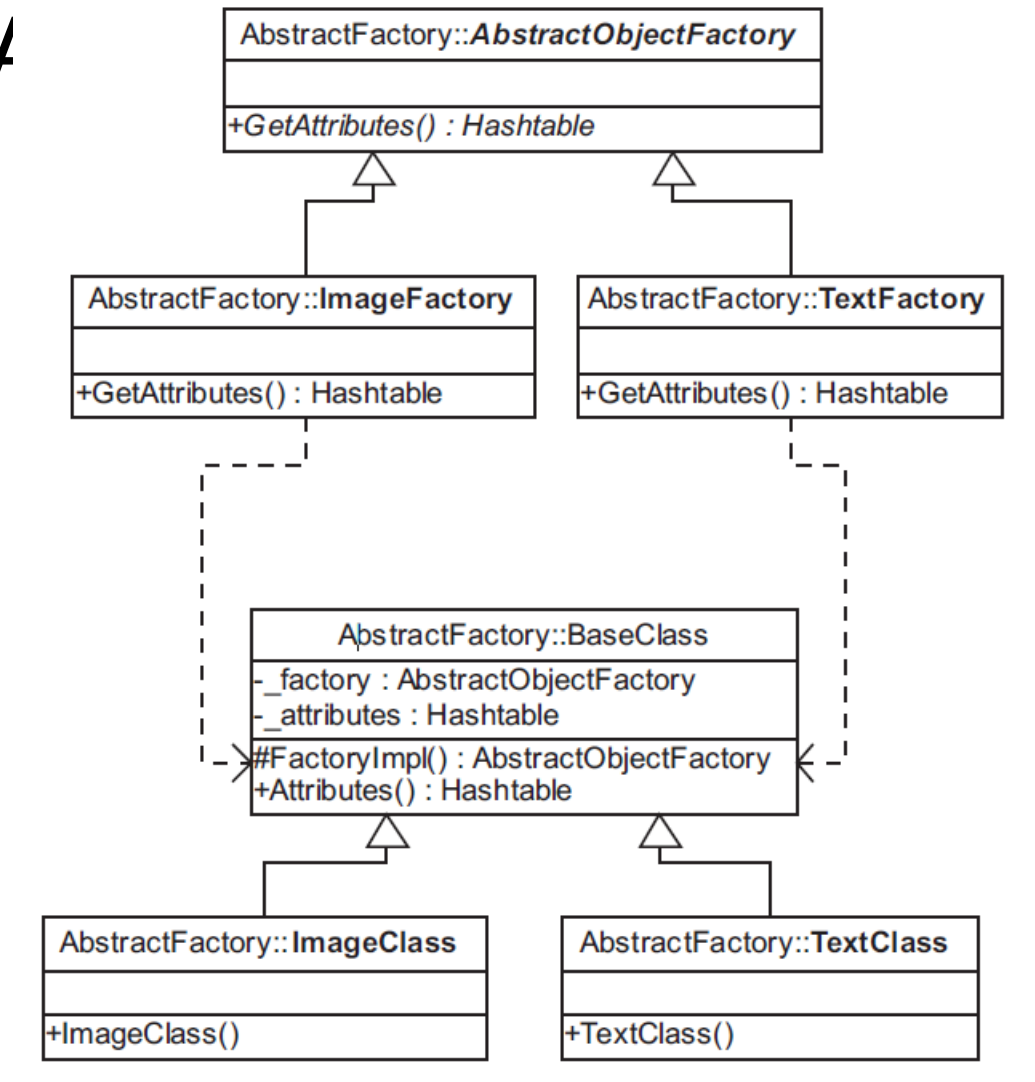 AbstractFactory::AbstractObjectFactory
+GetAttributes() : Hashtable
AbstractFactory::ImageFactory
+GetAttributes() : Hashtable
AbstractFactory::TextFactory
+GetAttributes() : Hashtable
AbstractFactory::BaseClass
-_factory : AbstractObjectFactory
-_attributes : Hashtable
#FactoryImpl() : AbstractObjectFactory
+Attributes() : Hashtable
AbstractFactory::ImageClass
+ImageClass()
AbstractFactory::TextClass
+TextClass()